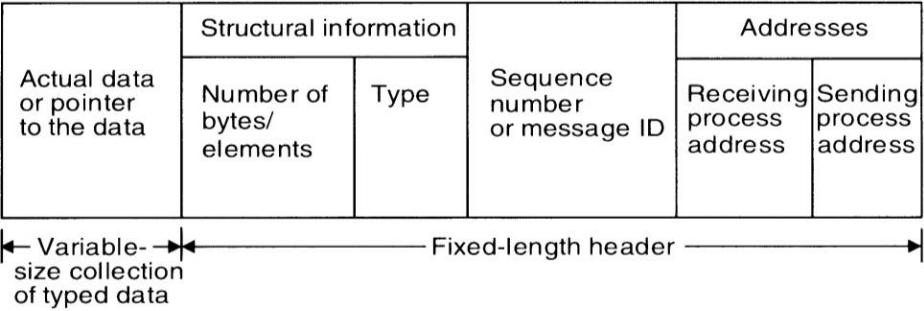 Actual data
or pointer
to the data
Structural information
Number of
bytes/
elements
Type
Sequence
number
or message ID
Addresses
Receiving
process
address
Sending
process
address
Variable-
size collection
of typed data
Fixed-length header